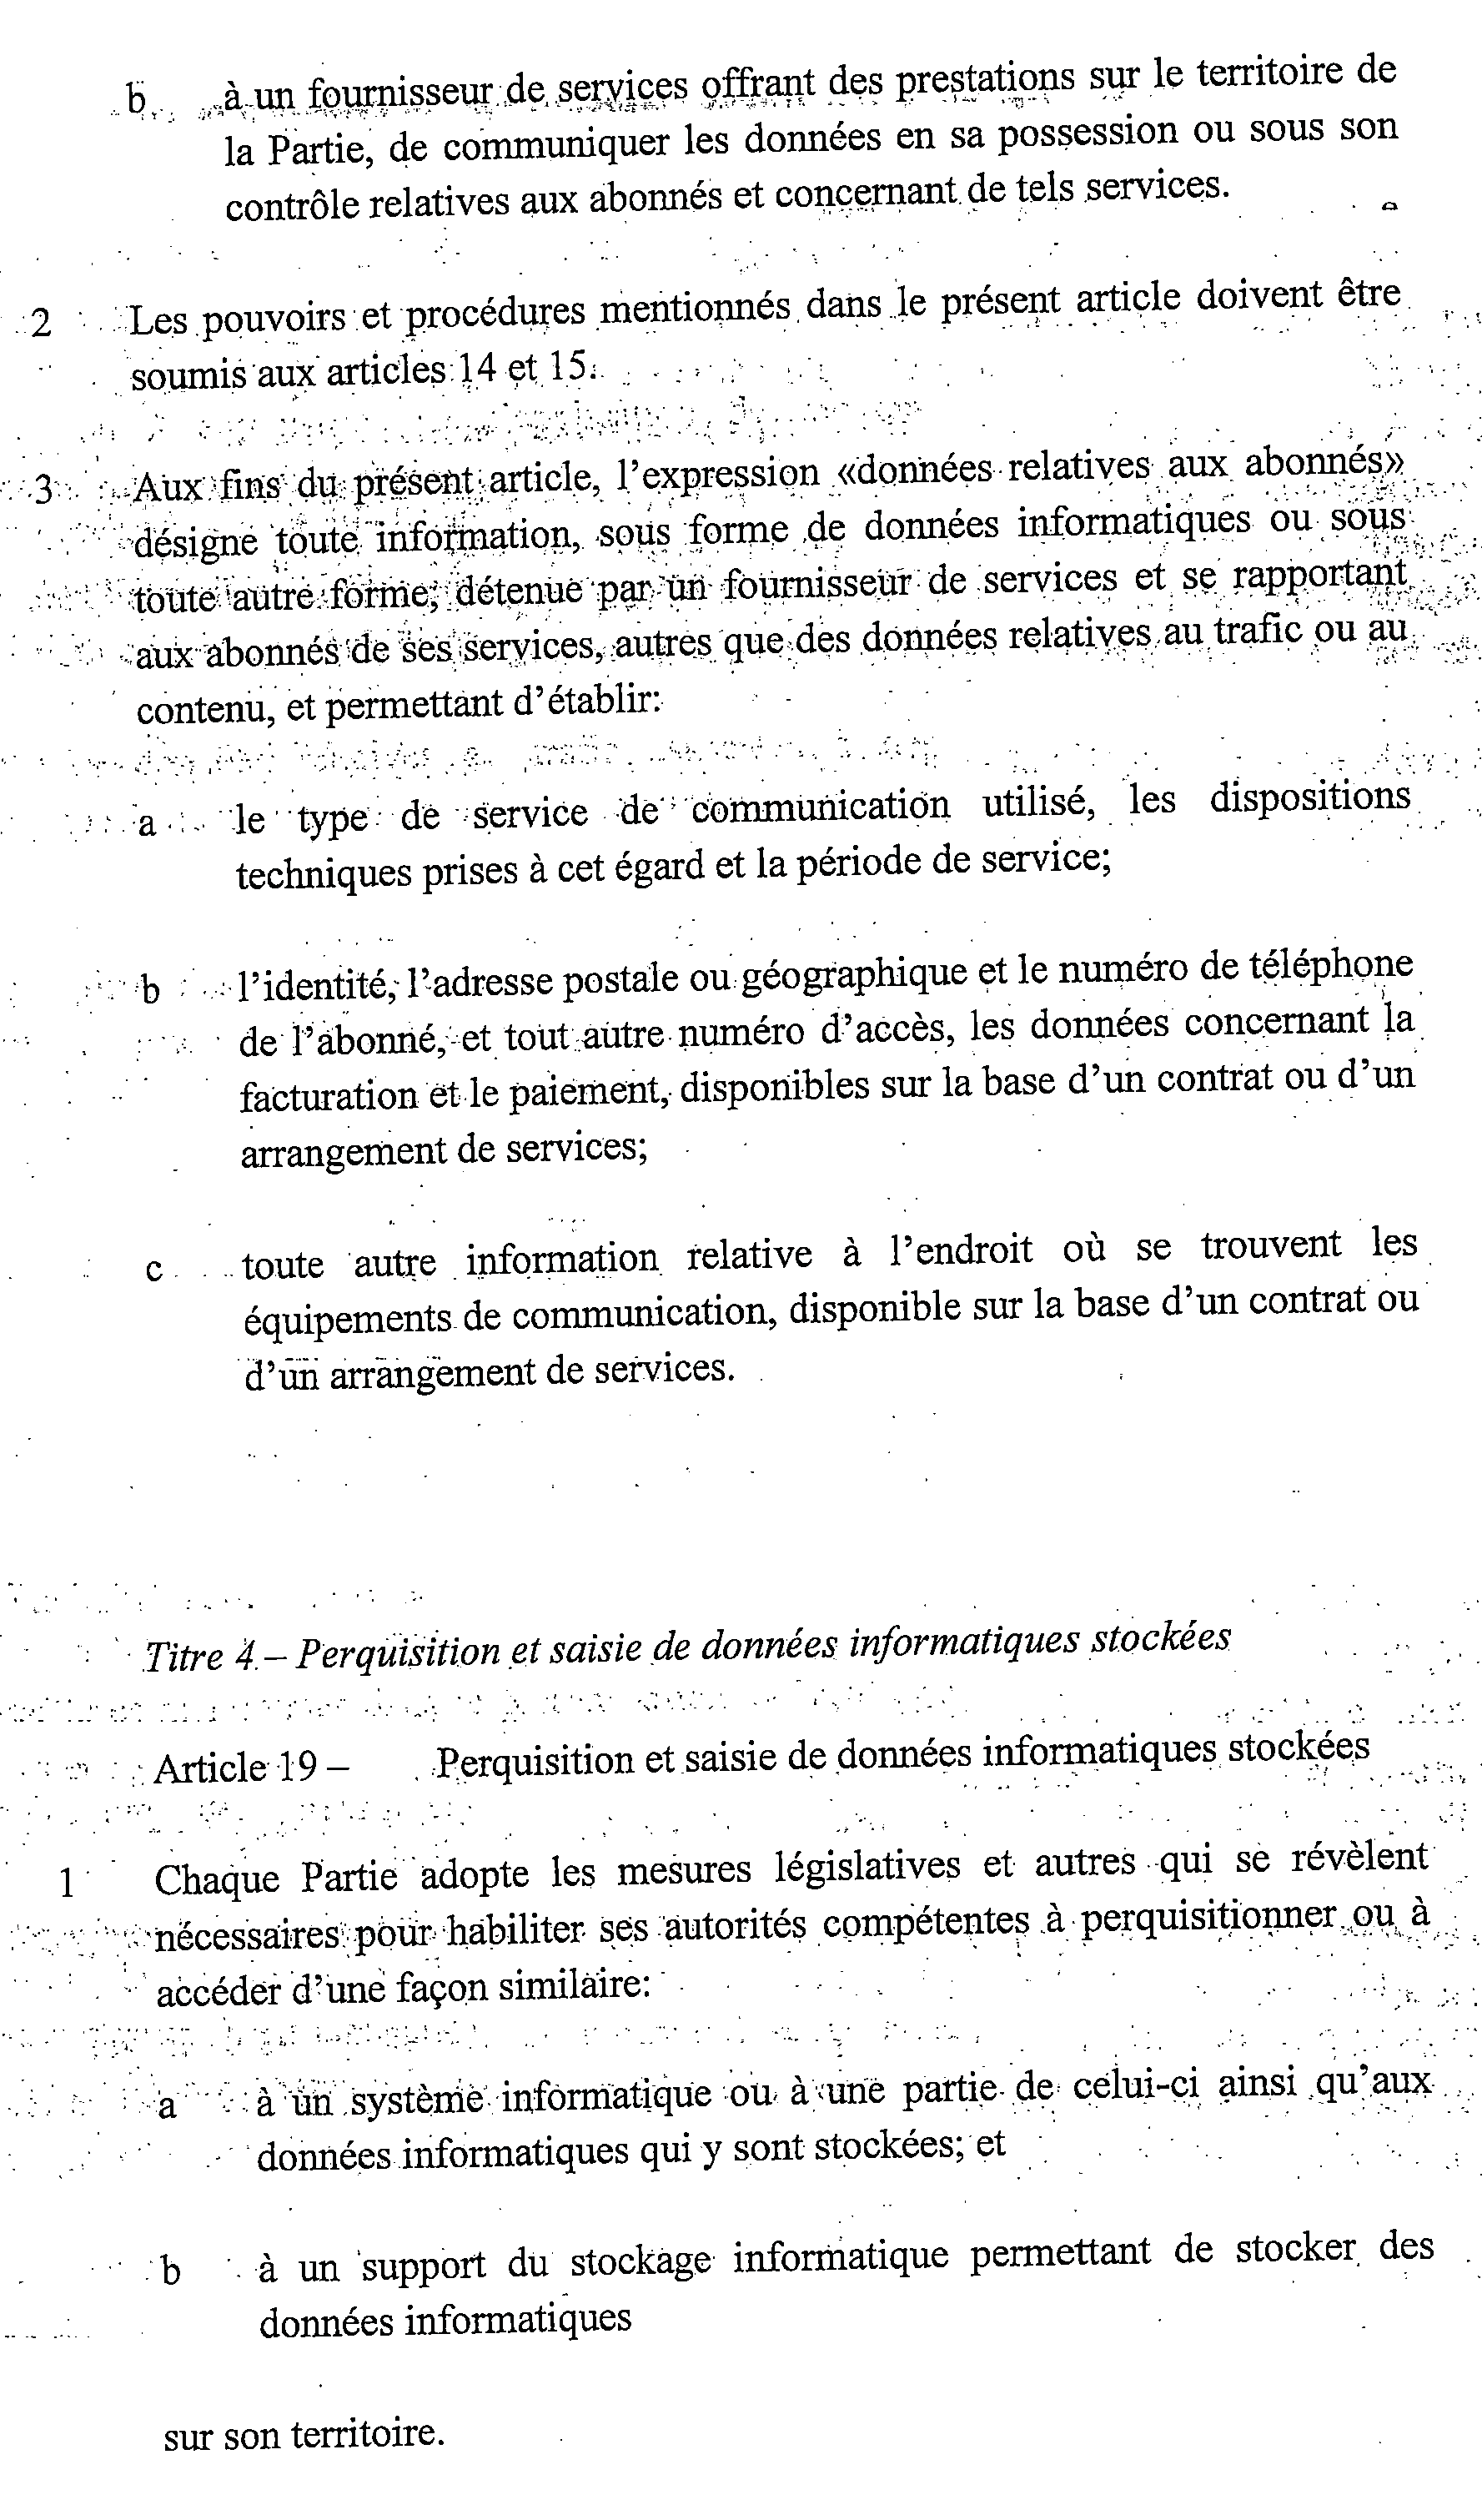 b à un fournisseur de services offrant des prestations sur le territoire de
la Partie, de communiquer les données en sa possession ou sous son
contrôle relatives aux abonnés et concernant de tels services.
2 Les pouvoirs et procédures mentionnés dans le présent article doivent être
soumis aux articles 14 et 15.
3 Aux fins du présent article, l'expression «données relatives aux abonnés»
désigne toute information, sous forme de données informatiques ou sous
toute autre forme, détenue par un fournisseur de services et se rapportant
aux abonnés de ses services, autres que des données relatives au trafic ou au
contenu, et permettant d'établir:
a le type de service de communication utilisé, les dispositions
techniques prises à cet égard et la période de service;
b l'identité, l'adresse postale ou géographique et le numéro de téléphone
de l'abonné, et tout autre numéro d'accès, les données concernant la
facturation et le paiement, disponibles sur la base d'un contrat ou d'un
arrangement de services;
c toute autre information relative à l'endroit où se trouvent les
équipements de communication, disponible sur la base d'un contrat ou
d'un arrangement de services.
Titre 4 – Perquisition et saisie de données informatiques stockées
Article 19 – Perquisition et saisie de données informatiques stockées
1 Chaque Partie adopte les mesures législatives et autres qui se révèlent
nécessaires pour habiliter ses autorités compétentes à perquisitionner ou à
accéder d'une façon similaire:
a à un système informatique ou à une partie de celui-ci ainsi qu'aux
données informatiques qui y sont stockées; et
b à un support du stockage informatique permettant de stocker des
données informatiques
sur son territoire.